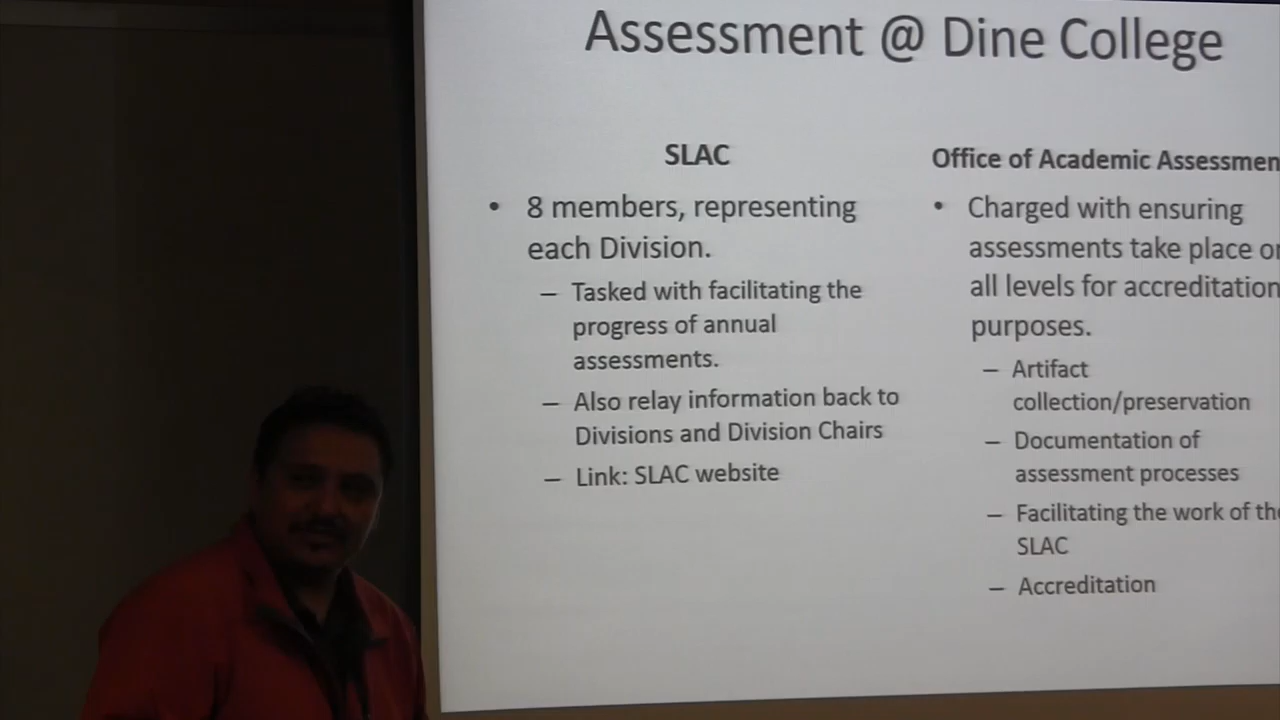 Assessment @ Dine College
SLAC
• 8 members, representing
each Division.
– Tasked with facilitating the
progress of annual
assessments.
– Also relay information back to
Divisions and Division Chairs
– Link: SLAC website
Office of Academic Assessmen
• Charged with ensuring
assessments take place on
all levels for accreditation
purposes.
– Artifact
collection/preservation
– Documentation of
assessment processes
– Facilitating the work of the
SLAC
– Accreditation